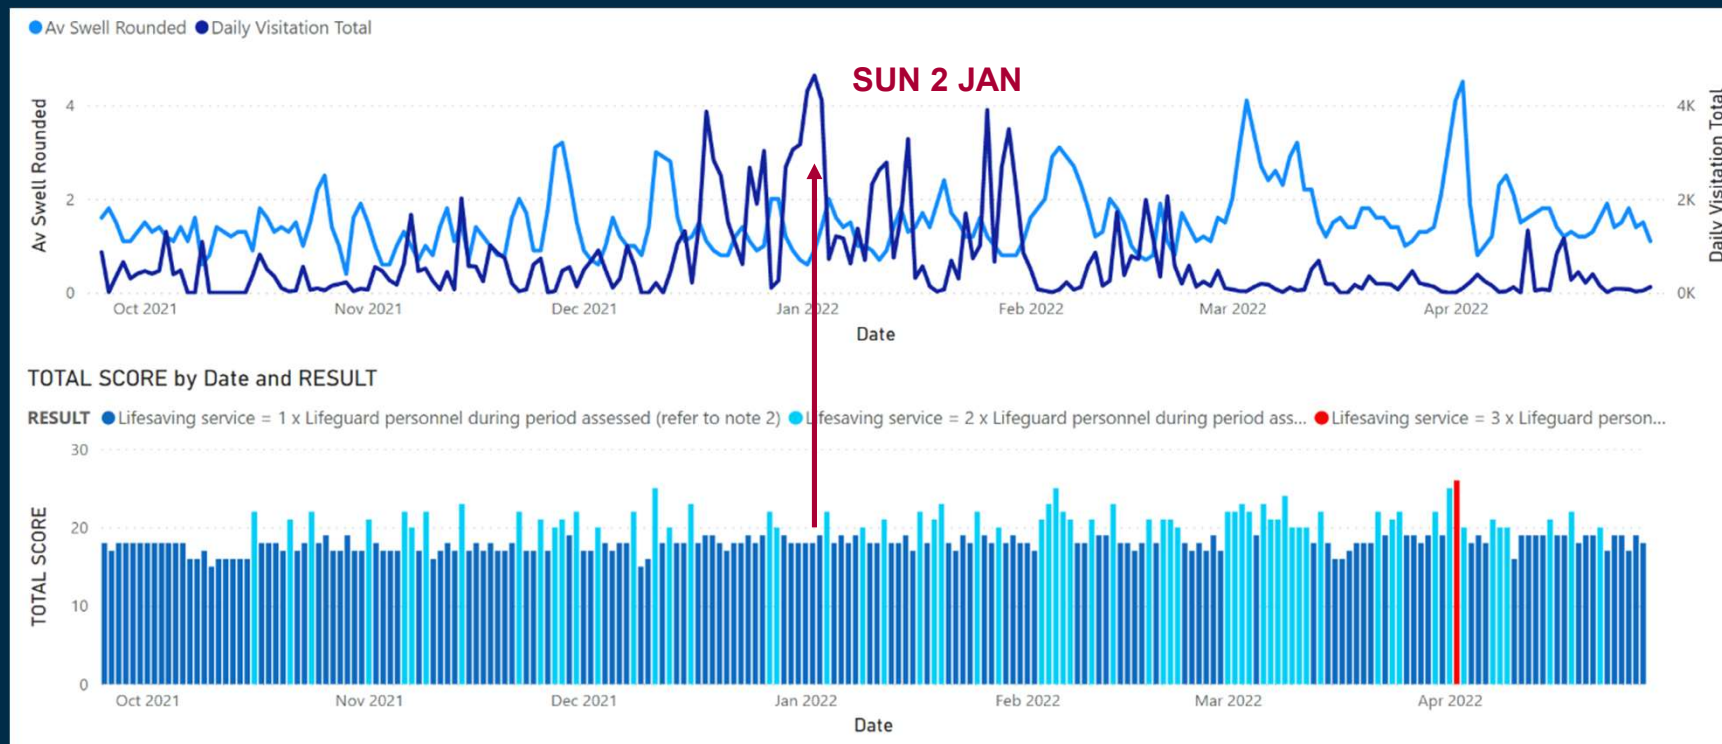 Av Swell Rounded Daily Visitation Total
SUN 2 JAN
Av Swell Rounded
4
2
0
4K
2K
0K
Daily Visitation Total
Oct 2021 Nov 2021 Dec 2021 Jan 2022 Feb 2022 Mar 2022 Apr 2022
Date
TOTAL SCORE by Date and RESULT
RESULT Lifesaving service = 1 x Lifeguard personnel during period assessed (refer to note 2) Lifesaving service = 2 x Lifeguard personnel during period ass... Lifesaving service = 3 x Lifeguard person...
TOTAL SCORE
30
20
10
0
Oct 2021 Nov 2021 Dec 2021 Jan 2022 Feb 2022 Mar 2022 Apr 2022
Date